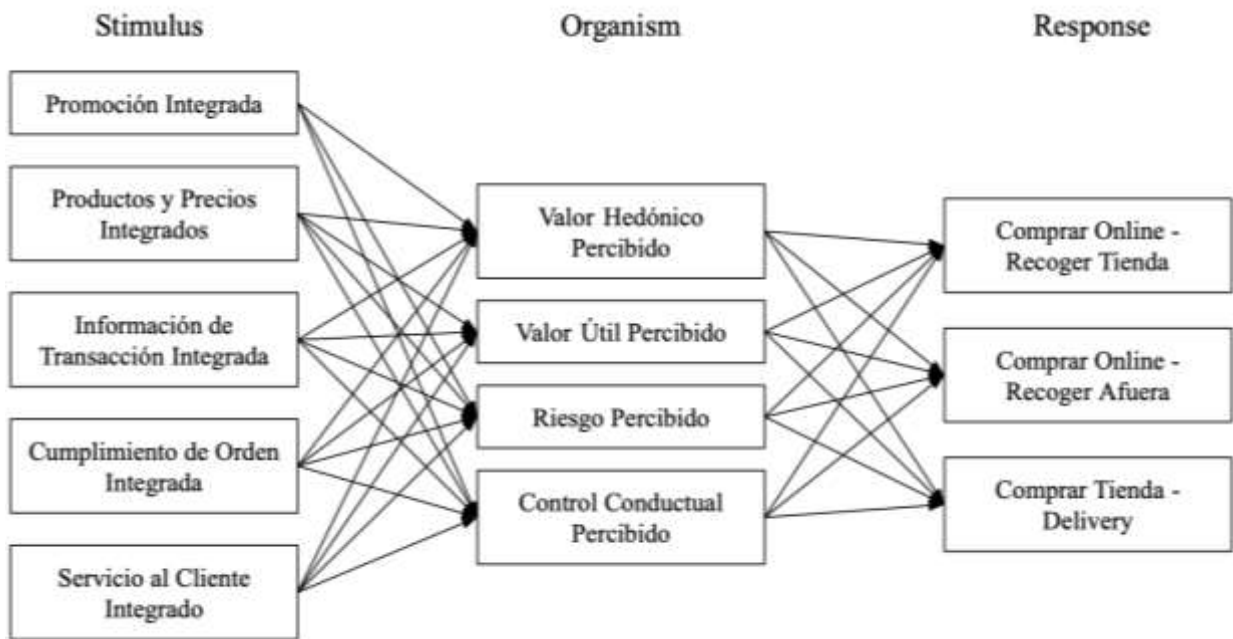 Stimulus
Organism
Response
Promoción Integrada
Productos y Precios
Integrados
Información de
Transacción Integrada
Cumplimiento de Orden
Integrada
Servicio al Cliente
Integrado
Valor Hedónico
Percibido
Valor Útil Percibido
Riesgo Percibido
Control Conductual
Percibido
Comprar Online -
Recoger Tienda
Comprar Online -
Recoger Afuera
Comprar Tienda -
Delivery